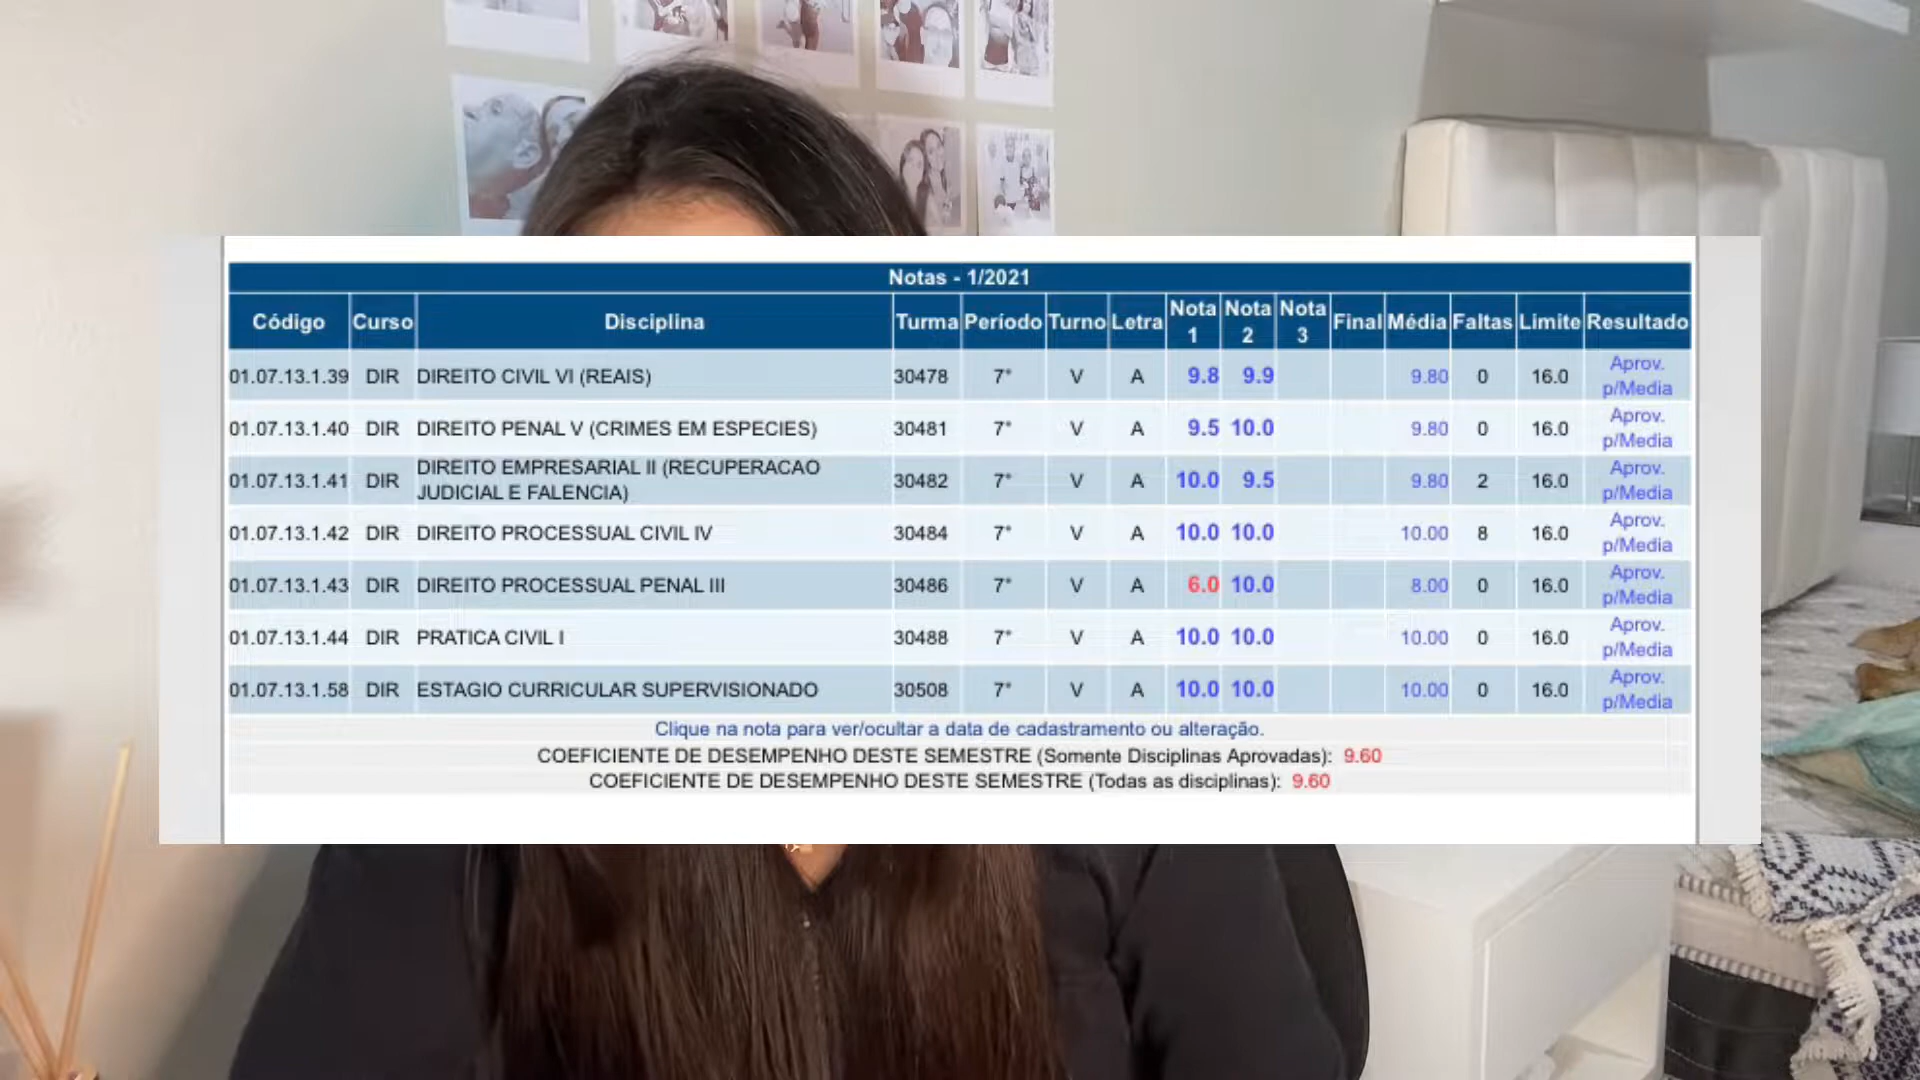 Notas - 1/2021
Código Curso Disciplina Turma Período Turno Letra Nota 1 Nota 2 Nota 3 Final Média Faltas Limite Resultado
01.07.13.1.39 DIR DIREITO CIVIL VI (REAIS) 30478 7° V A 9.8 9.9 9.80 0 16.0 Aprov. p/Media
01.07.13.1.40 DIR DIREITO PENAL V (CRIMES EM ESPECIES) 30481 7° V A 9.5 10.0 9.80 0 16.0 Aprov. p/Media
01.07.13.1.41 DIR DIREITO EMPRESARIAL II (RECUPERACAO JUDICIAL E FALENCIA) 30482 7° V A 10.0 9.5 9.80 2 16.0 Aprov. p/Media
01.07.13.1.42 DIR DIREITO PROCESSUAL CIVIL IV 30484 7° V A 10.0 10.0 10.00 8 16.0 Aprov. p/Media
01.07.13.1.43 DIR DIREITO PROCESSUAL PENAL III 30486 7° V A 6.0 10.0 8.00 0 16.0 Aprov. p/Media
01.07.13.1.44 DIR PRATICA CIVIL I 30488 7° V A 10.0 10.0 10.00 0 16.0 Aprov. p/Media
01.07.13.1.58 DIR ESTAGIO CURRICULAR SUPERVISIONADO 30508 7° V A 10.0 10.0 10.00 0 16.0 Aprov. p/Media
Clique na nota para ver/ocultar a data de cadastramento ou alteração.
COEFICIENTE DE DESEMPENHO DESTE SEMESTRE (Somente Disciplinas Aprovadas): 9.60
COEFICIENTE DE DESEMPENHO DESTE SEMESTRE (Todas as disciplinas): 9.60